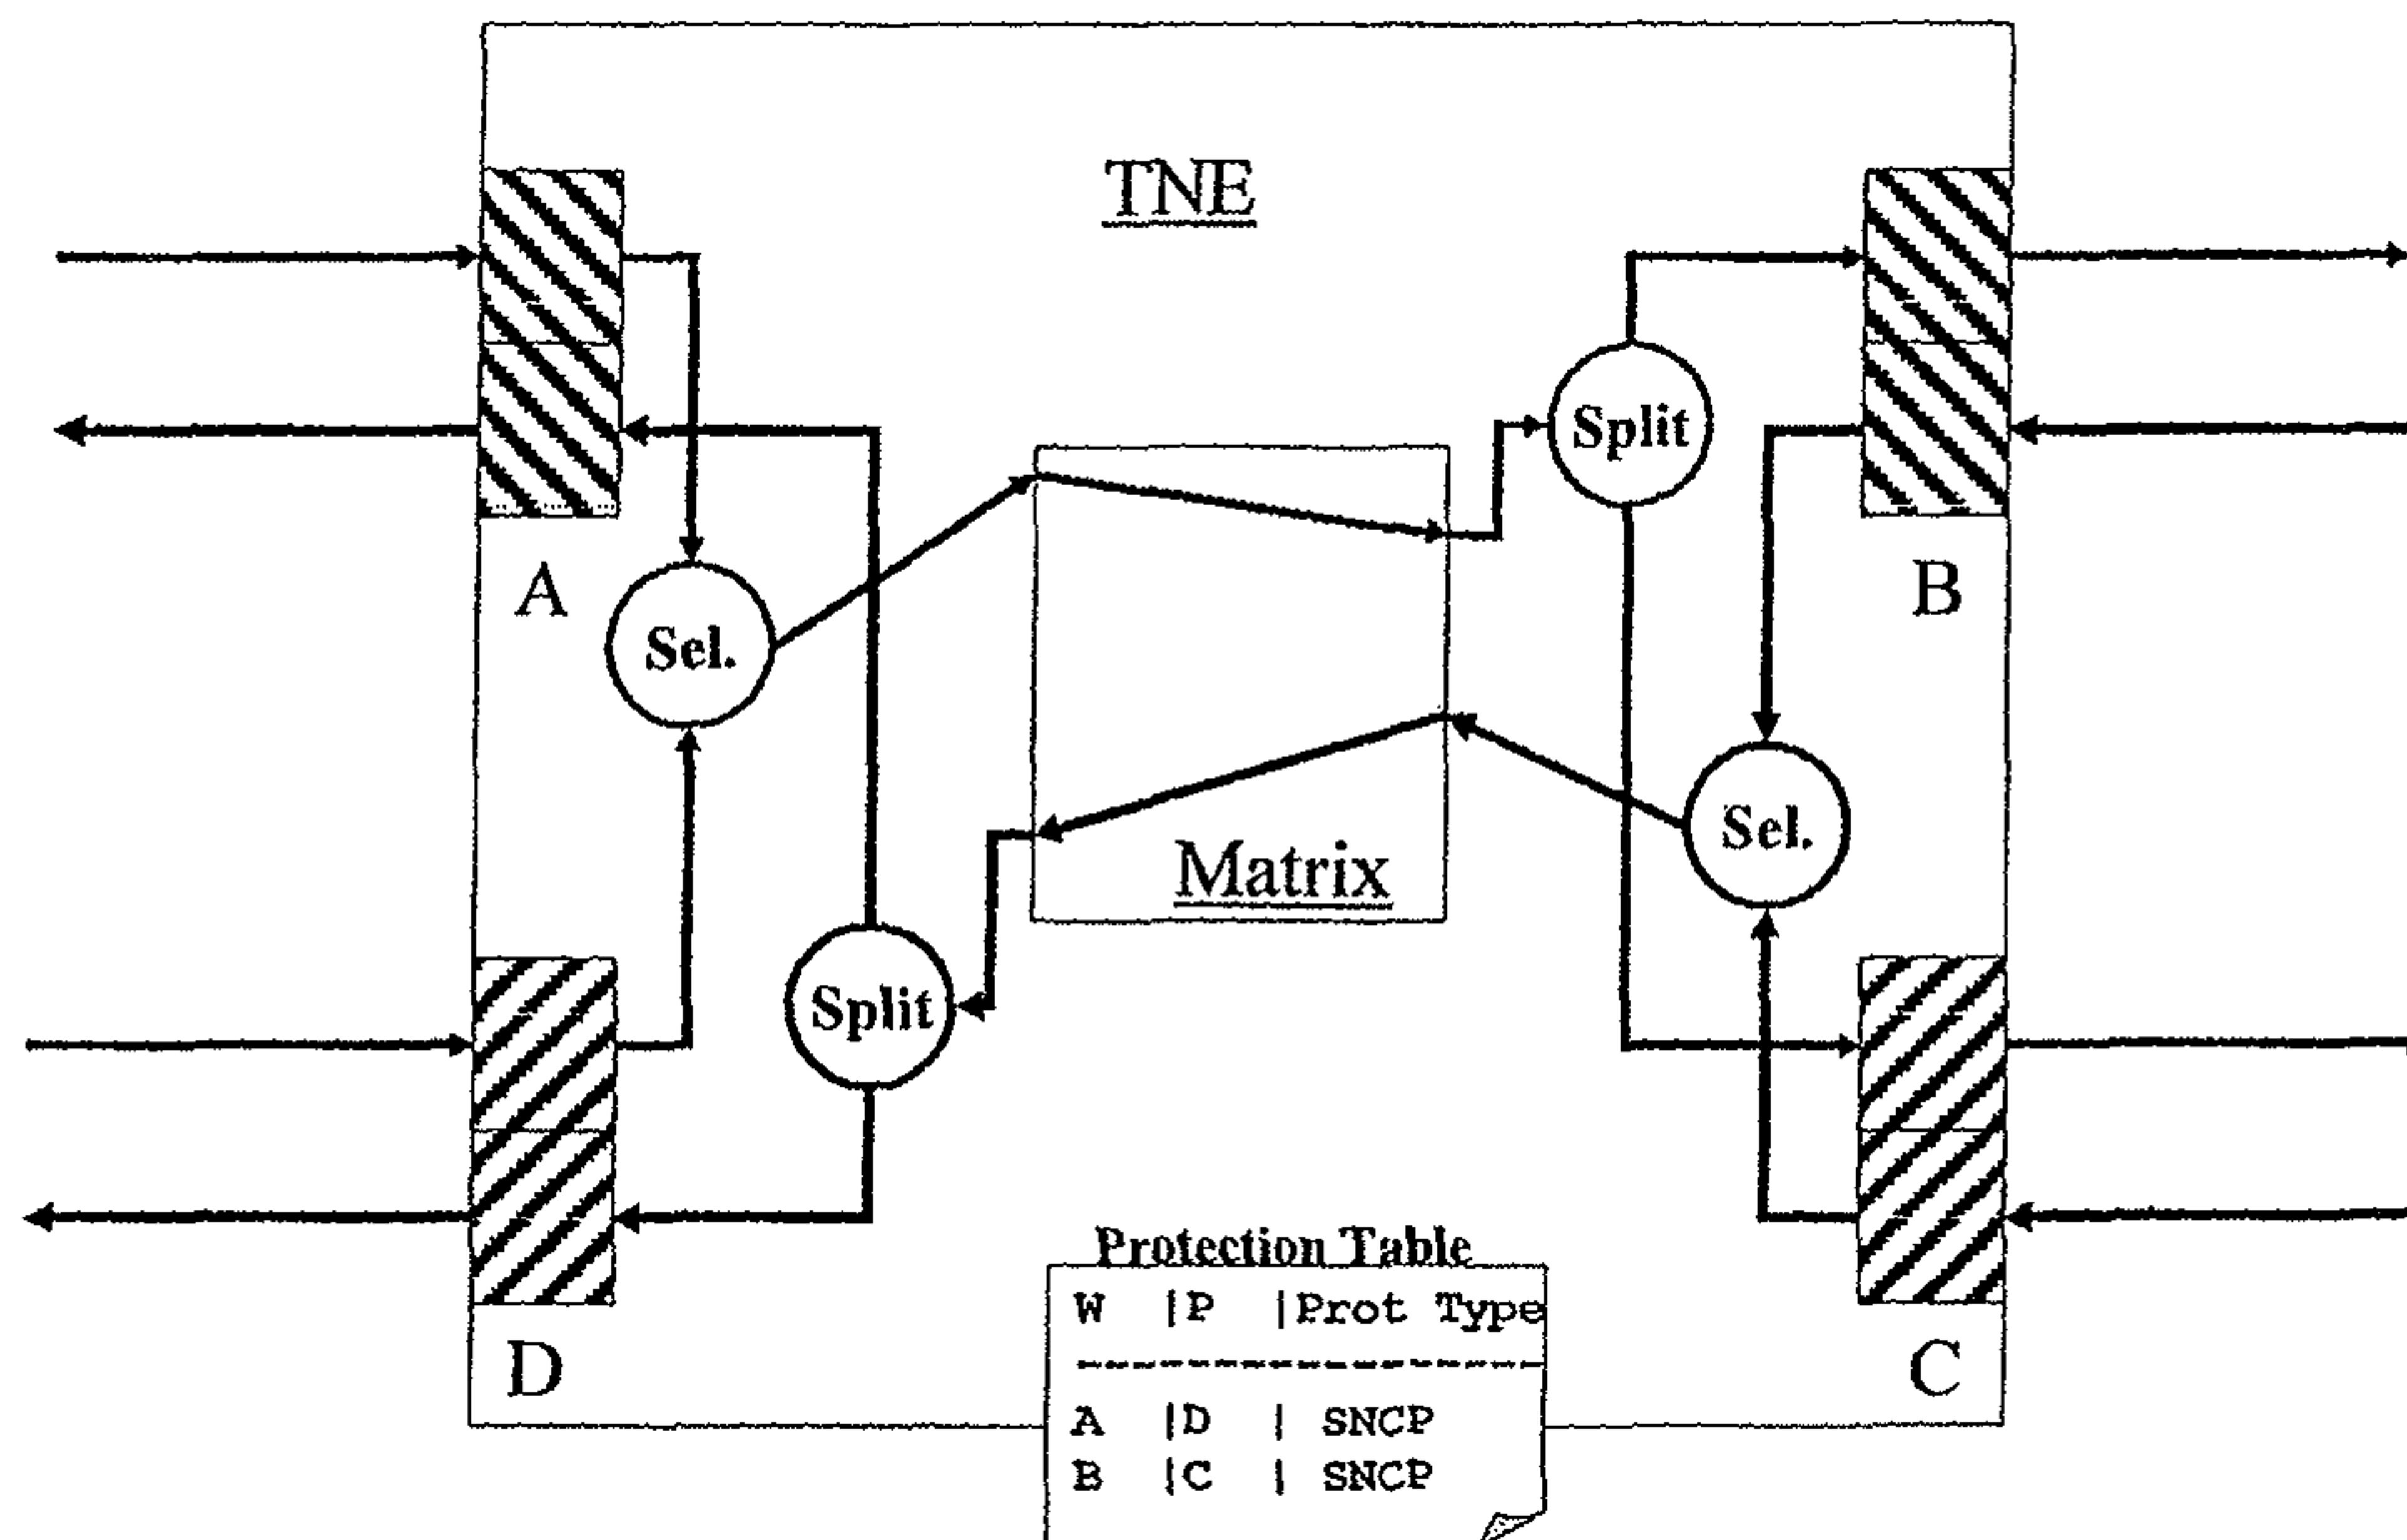 TNE
Split
A
B
Sel.
Sel.
Matrix
Split
D
C
Protection Table
W |P |Prot Type
-----------------
A |D | SNCP
B |C | SNCP